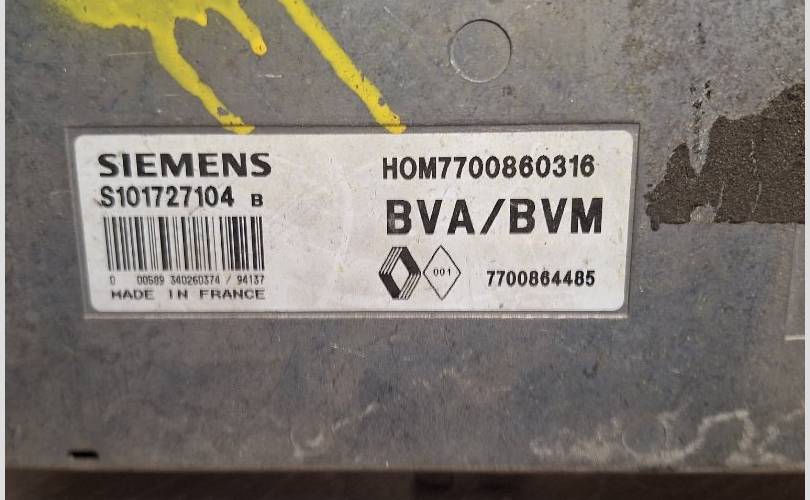 SIEMENS
S101727104 B
0 00589 340260374 / 94137
MADE IN FRANCE
HOM7700860316
BVA/BVM
001
7700864485